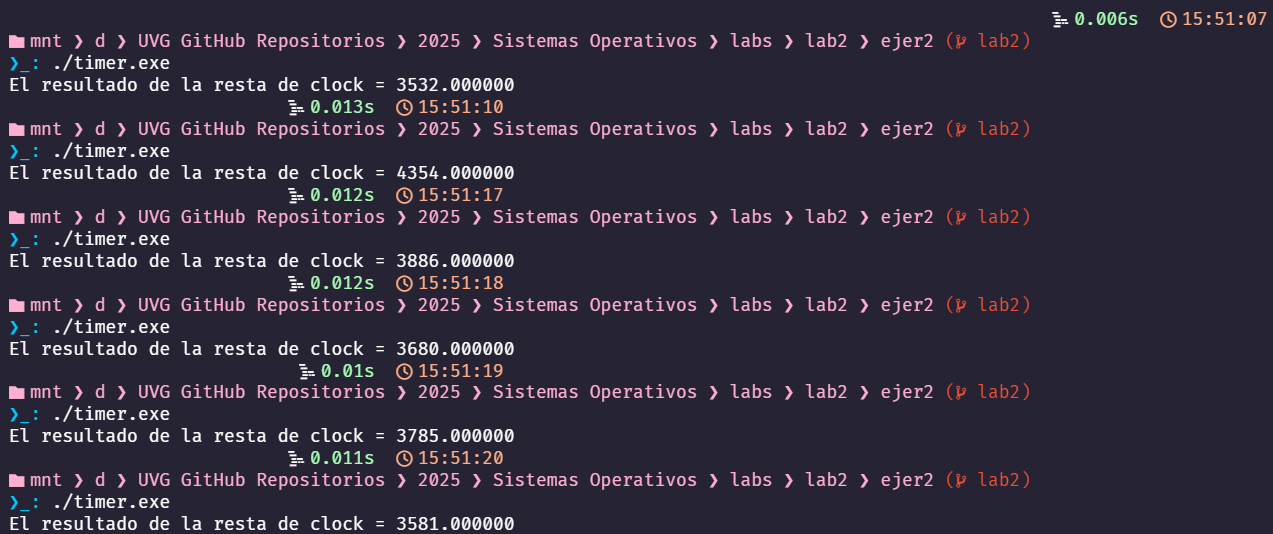 0.006s 15:51:07
mnt ❯ d ❯ UVG GitHub Repositorios ❯ 2025 ❯ Sistemas Operativos ❯ labs ❯ lab2 ❯ ejer2 ( lab2)
❯_: ./timer.exe
El resultado de la resta de clock = 3532.000000
0.013s 15:51:10
mnt ❯ d ❯ UVG GitHub Repositorios ❯ 2025 ❯ Sistemas Operativos ❯ labs ❯ lab2 ❯ ejer2 ( lab2)
❯_: ./timer.exe
El resultado de la resta de clock = 4354.000000
0.012s 15:51:17
mnt ❯ d ❯ UVG GitHub Repositorios ❯ 2025 ❯ Sistemas Operativos ❯ labs ❯ lab2 ❯ ejer2 ( lab2)
❯_: ./timer.exe
El resultado de la resta de clock = 3886.000000
0.012s 15:51:18
mnt ❯ d ❯ UVG GitHub Repositorios ❯ 2025 ❯ Sistemas Operativos ❯ labs ❯ lab2 ❯ ejer2 ( lab2)
❯_: ./timer.exe
El resultado de la resta de clock = 3680.000000
0.01s 15:51:19
mnt ❯ d ❯ UVG GitHub Repositorios ❯ 2025 ❯ Sistemas Operativos ❯ labs ❯ lab2 ❯ ejer2 ( lab2)
❯_: ./timer.exe
El resultado de la resta de clock = 3785.000000
0.011s 15:51:20
mnt ❯ d ❯ UVG GitHub Repositorios ❯ 2025 ❯ Sistemas Operativos ❯ labs ❯ lab2 ❯ ejer2 ( lab2)
❯_: ./timer.exe
El resultado de la resta de clock = 3581.000000